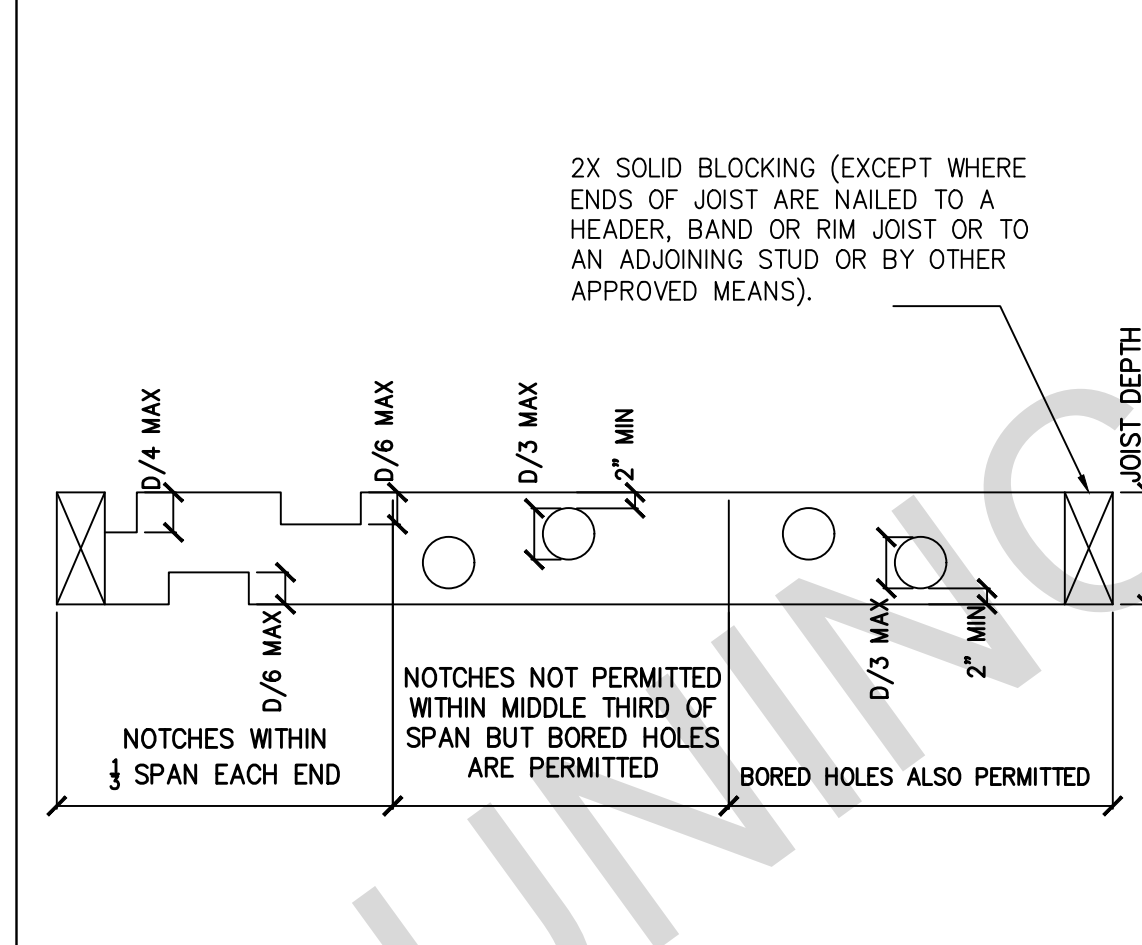 2X SOLID BLOCKING (EXCEPT WHERE
ENDS OF JOIST ARE NAILED TO A
HEADER, BAND OR RIM JOIST OR TO
AN ADJOINING STUD OR BY OTHER
APPROVED MEANS).
JOIST DEPTH
D/4 MAX
D/6 MAX
D/3 MAX
2" MIN
D/6 MAX
D/3 MAX
2" MIN
NOTCHES WITHIN
1/3 SPAN EACH END
NOTCHES NOT PERMITTED
WITHIN MIDDLE THIRD OF
SPAN BUT BORED HOLES
ARE PERMITTED
BORED HOLES ALSO PERMITTED